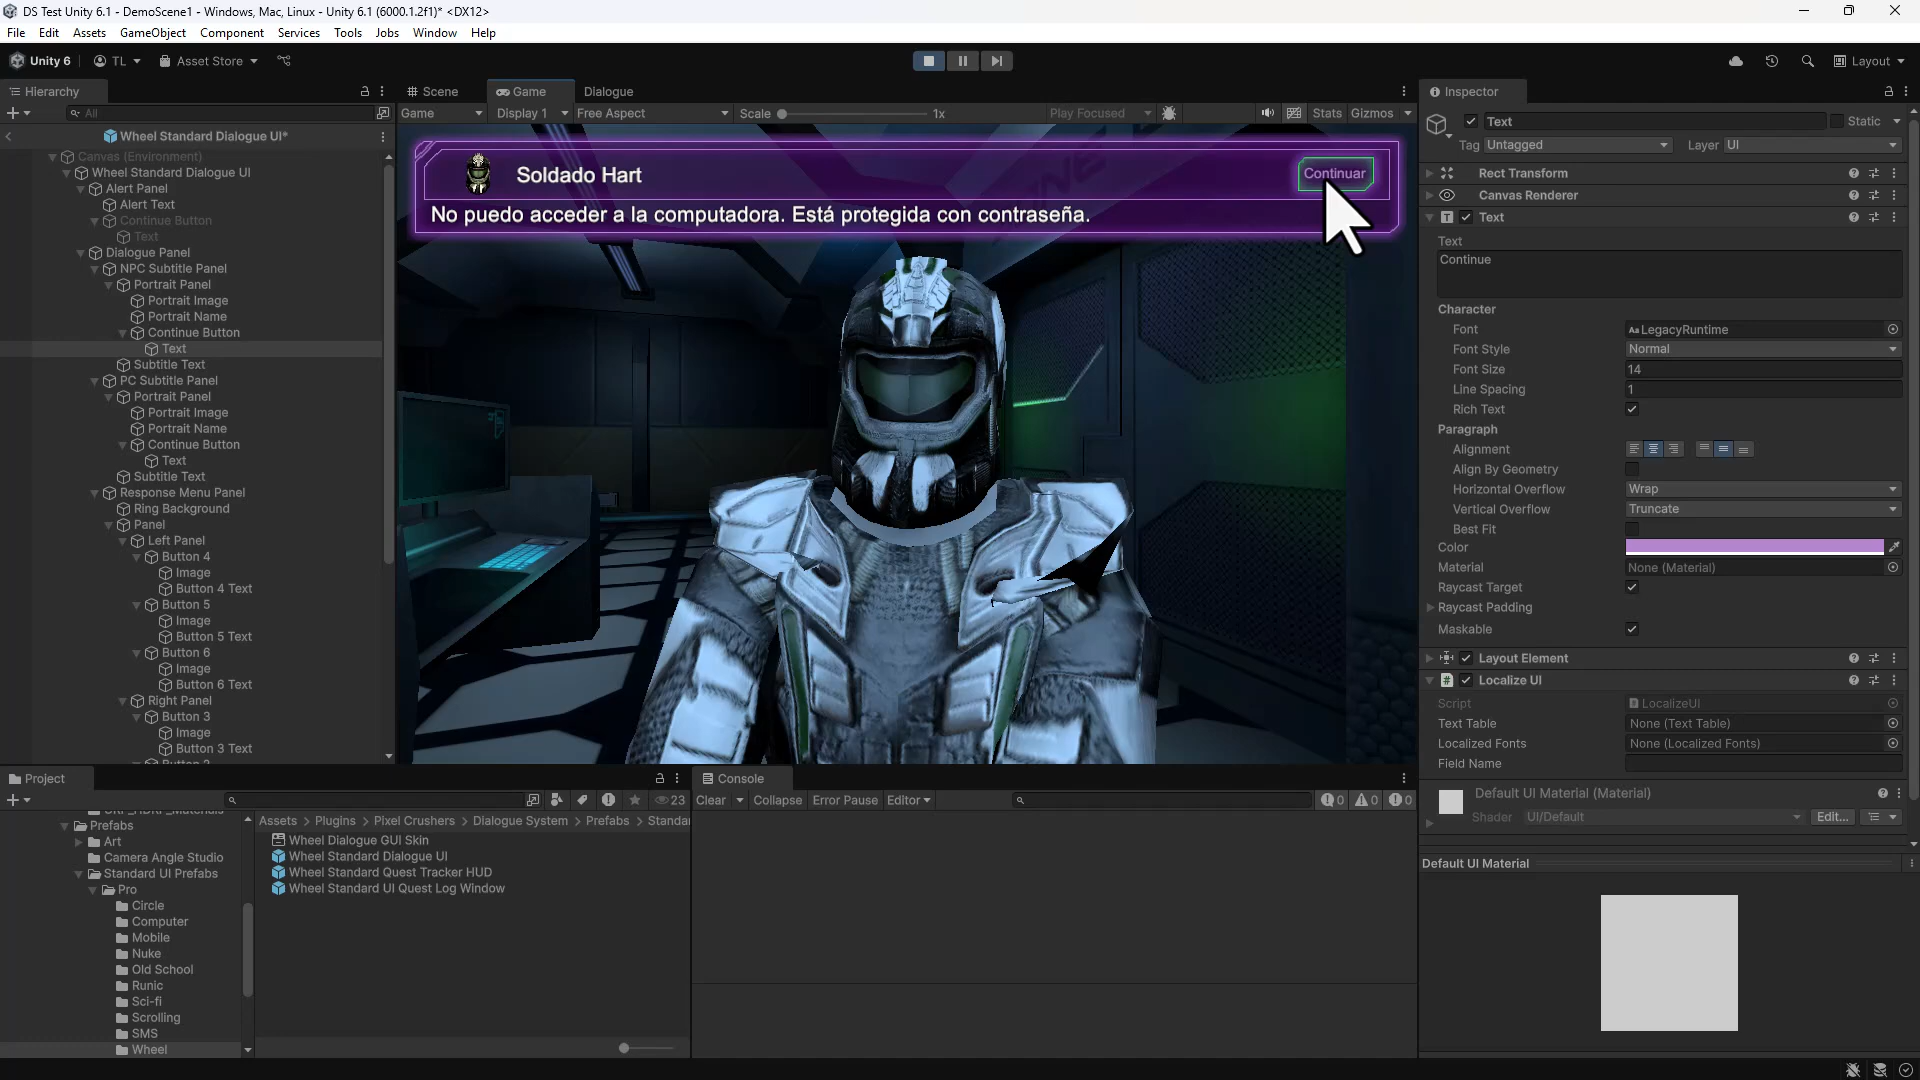 DS Test Unity 6.1 - DemoScene1 - Windows, Mac, Linux - Unity 6.1 (6000.1.2f1)* <DX12>
File Edit Assets GameObject Component Services Tools Jobs Window Help
Unity 6 TL Asset Store Layout
Hierarchy
All
Wheel Standard Dialogue UI*
Canvas (Environment)
Wheel Standard Dialogue UI
Alert Panel
Alert Text
Continue Button
Text
Dialogue Panel
NPC Subtitle Panel
Portrait Panel
Portrait Image
Portrait Name
Continue Button
Text
Subtitle Text
PC Subtitle Panel
Portrait Panel
Portrait Image
Portrait Name
Continue Button
Text
Subtitle Text
Response Menu Panel
Ring Background
Panel
Left Panel
Button 4
Image
Button 4 Text
Button 5
Image
Button 5 Text
Button 6
Image
Button 6 Text
Right Panel
Button 3
Image
Button 3 Text
Scene Game Dialogue
Game Display 1 Free Aspect Scale 1x Play Focused Stats Gizmos
Soldado Hart
Continuar
No puedo acceder a la computadora. Está protegida con contraseña.
Inspector
Text Static
Tag Untagged Layer UI
Rect Transform
Canvas Renderer
Text
Text
Continue
Character
Font LegacyRuntime
Font Style Normal
Font Size 14
Line Spacing 1
Rich Text
Paragraph
Alignment
Align By Geometry
Horizontal Overflow Wrap
Vertical Overflow Truncate
Best Fit
Color
Material None (Material)
Raycast Target
Raycast Padding
Maskable
Layout Element
Localize UI
Script LocalizeUI
Text Table None (Text Table)
Localized Fonts None (Localized Fonts)
Field Name
Default UI Material (Material)
Shader UI/Default Edit...
Default UI Material
Project
23
Prefabs
Art
Camera Angle Studio
Standard UI Prefabs
Pro
Circle
Computer
Mobile
Nuke
Old School
Runic
Sci-fi
Scrolling
SMS
Wheel
Assets > Plugins > Pixel Crushers > Dialogue System > Prefabs > Standa
Wheel Dialogue GUI Skin
Wheel Standard Dialogue UI
Wheel Standard Quest Tracker HUD
Wheel Standard UI Quest Log Window
Console
Clear Collapse Error Pause Editor 0 0 0